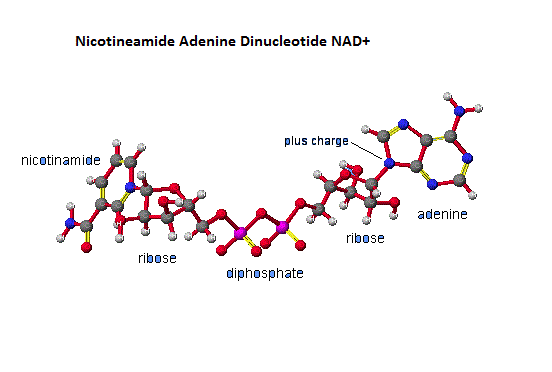 Nicotineamide Adenine Dinucleotide NAD+
plus charge
nicotinamide
adenine
ribose
ribose
diphosphate